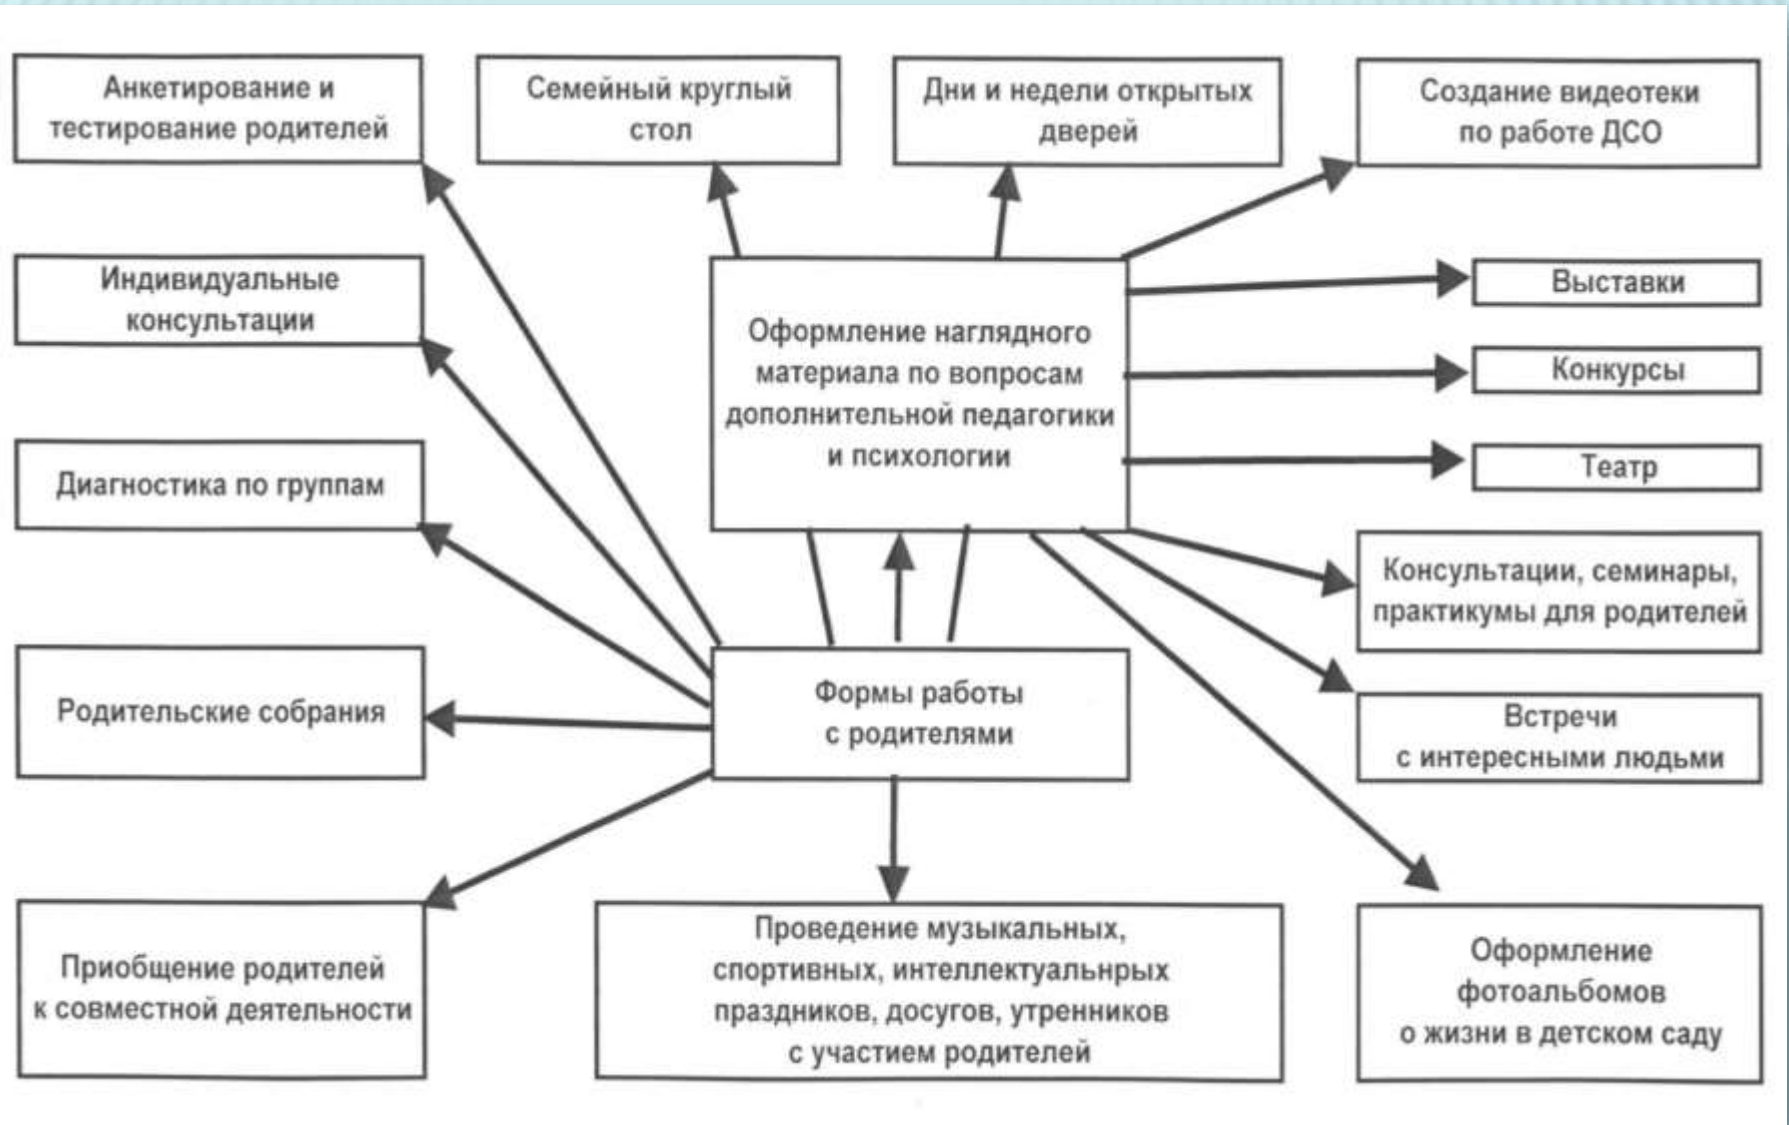 Анкетирование и
тестирование родителей
Семейный круглый
стол
Дни и недели открытых
дверей
Создание видеотеки
по работе ДСО
Индивидуальные
консультации
Диагностика по группам
Родительские собрания
Приобщение родителей
к совместной деятельности
Оформление наглядного
материала по вопросам
дополнительной педагогики
и психологии
Формы работы
с родителями
Проведение музыкальных,
спортивных, интеллектуальнрых
праздников, досугов, утренников
с участием родителей
Выставки
Конкурсы
Театр
Консультации, семинары,
практикумы для родителей
Встречи
с интересными людьми
Оформление
фотоальбомов
о жизни в детском саду